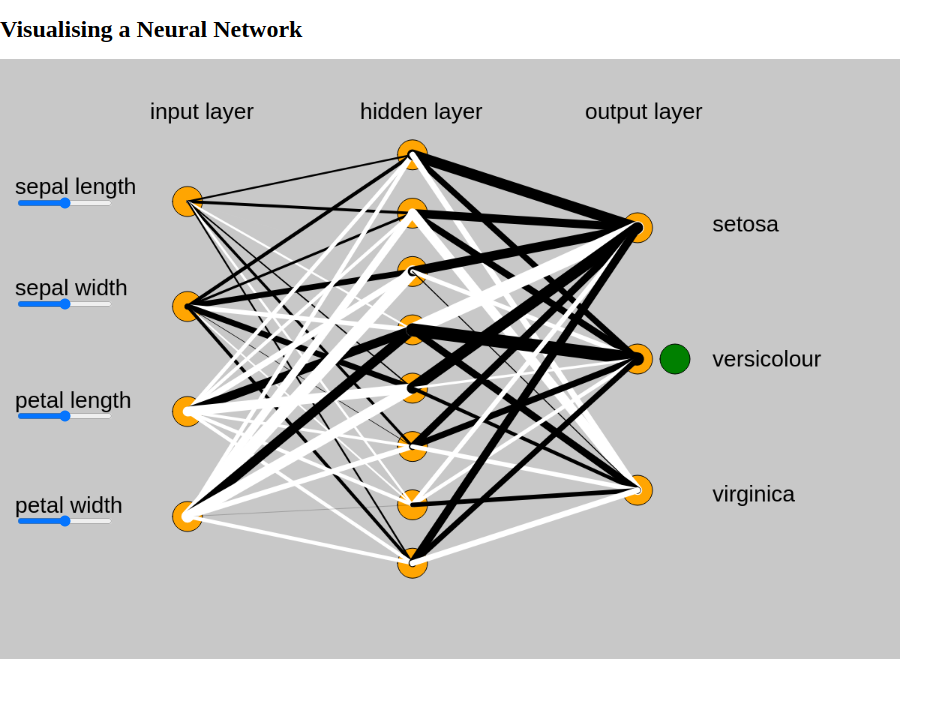 Visualising a Neural Network
input layer
hidden layer
output layer
sepal length
setosa
sepal width
versicolour
petal length
virginica
petal width